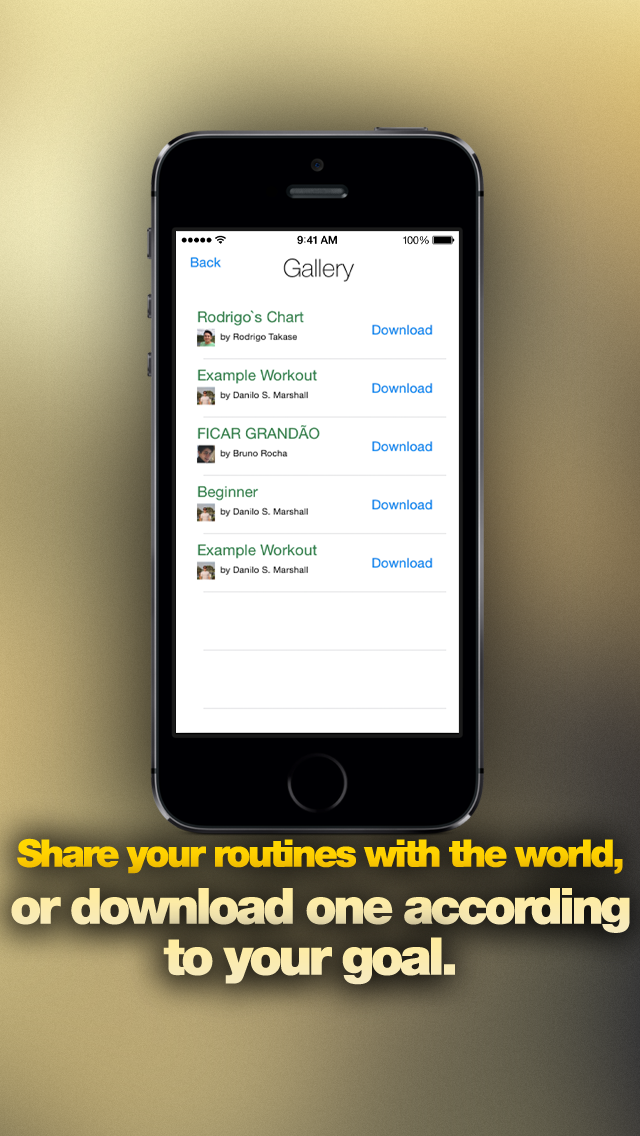 9:41 AM 100%
Back
Gallery
Rodrigo`s Chart
by Rodrigo Takase
Download
Example Workout
by Danilo S. Marshall
Download
FICAR GRANDÃO
by Bruno Rocha
Download
Beginner
by Danilo S. Marshall
Download
Example Workout
by Danilo S. Marshall
Download
Share your routines with the world,
or download one according
to your goal.